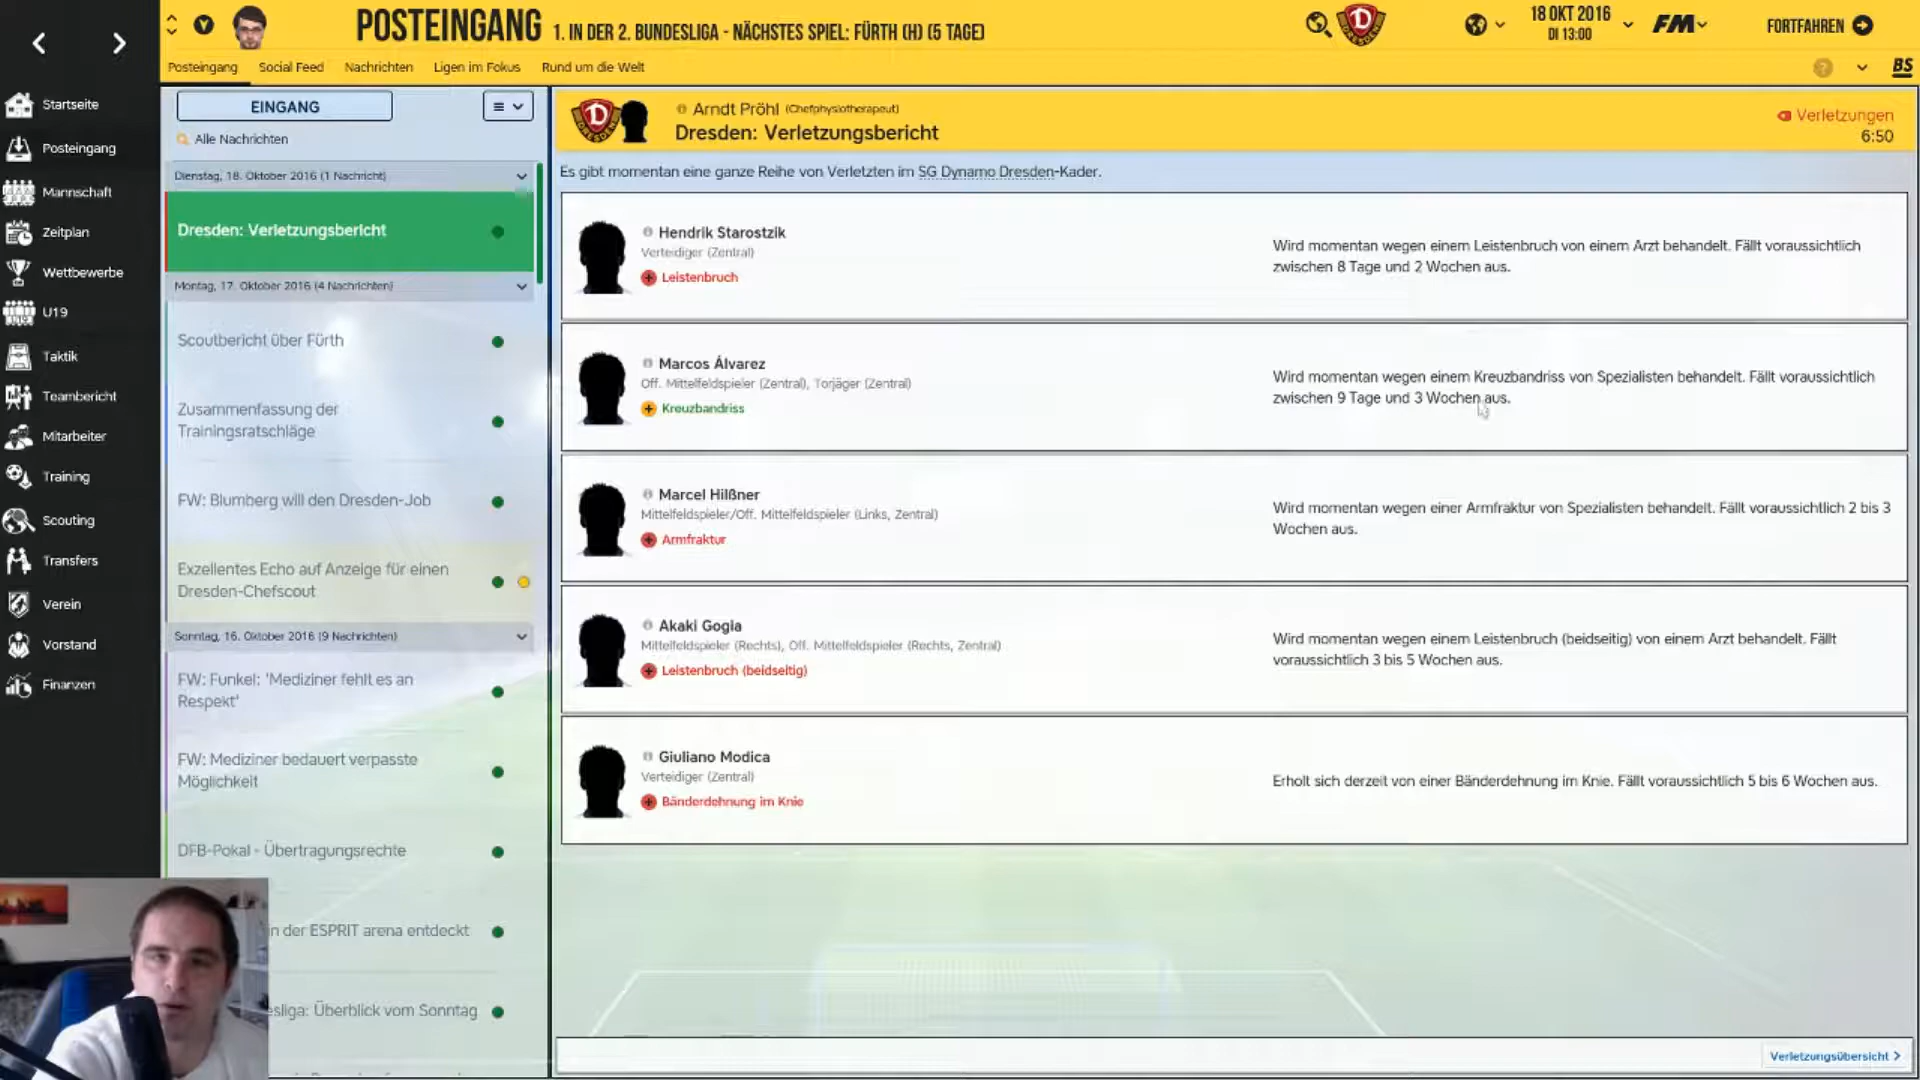 POSTEINGANG 1. IN DER 2. BUNDESLIGA - NÄCHSTES SPIEL: FÜRTH (H) (5 TAGE)
18 OKT 2016
DI 13:00
FM
FORTFAHREN
Posteingang Social Feed Nachrichten Ligen im Fokus Rund um die Welt
BS
Startseite
Posteingang
Mannschaft
Zeitplan
Wettbewerbe
U19
Taktik
Teambericht
Mitarbeiter
Training
Scouting
Transfers
Verein
Vorstand
Finanzen
EINGANG
Alle Nachrichten
Dienstag, 18. Oktober 2016 (1 Nachricht)
Dresden: Verletzungsbericht
Montag, 17. Oktober 2016 (4 Nachrichten)
Scoutbericht über Fürth
Zusammenfassung der
Trainingsratschläge
FW: Blumberg will den Dresden-Job
Exzellentes Echo auf Anzeige für einen
Dresden-Chefscout
Sonntag, 16. Oktober 2016 (9 Nachrichten)
FW: Funkel: 'Mediziner fehlt es an
Respekt'
FW: Mediziner bedauert verpasste
Möglichkeit
DFB-Pokal - Übertragungsrechte
in der ESPRIT arena entdeckt
esliga: Überblick vom Sonntag
Arndt Pröhl (Chefphysiotherapeut)
Dresden: Verletzungsbericht
Verletzungen
6:50
Es gibt momentan eine ganze Reihe von Verletzten im SG Dynamo Dresden-Kader.
Hendrik Starostzik
Verteidiger (Zentral)
Leistenbruch
Wird momentan wegen einem Leistenbruch von einem Arzt behandelt. Fällt voraussichtlich
zwischen 8 Tage und 2 Wochen aus.
Marcos Álvarez
Off. Mittelfeldspieler (Zentral), Torjäger (Zentral)
Kreuzbandriss
Wird momentan wegen einem Kreuzbandriss von Spezialisten behandelt. Fällt voraussichtlich
zwischen 9 Tage und 3 Wochen aus.
Marcel Hilßner
Mittelfeldspieler/Off. Mittelfeldspieler (Links, Zentral)
Armfraktur
Wird momentan wegen einer Armfraktur von Spezialisten behandelt. Fällt voraussichtlich 2 bis 3
Wochen aus.
Akaki Gogia
Mittelfeldspieler (Rechts), Off. Mittelfeldspieler (Rechts, Zentral)
Leistenbruch (beidseitig)
Wird momentan wegen einem Leistenbruch (beidseitig) von einem Arzt behandelt. Fällt
voraussichtlich 3 bis 5 Wochen aus.
Giuliano Modica
Verteidiger (Zentral)
Bänderdehnung im Knie
Erholt sich derzeit von einer Bänderdehnung im Knie. Fällt voraussichtlich 5 bis 6 Wochen aus.
Verletzungsübersicht